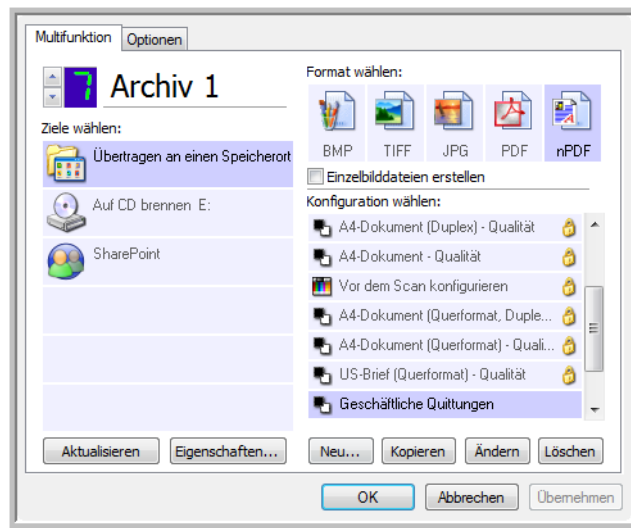 Multifunktion Optionen
7 Archiv 1
Ziele wählen:
Übertragen an einen Speicherort
Auf CD brennen E:
SharePoint
Aktualisieren Eigenschaften...
Format wählen:
BMP TIFF JPG PDF nPDF
Einzelbilddateien erstellen
Konfiguration wählen:
A4-Dokument (Duplex) - Qualität
A4-Dokument - Qualität
Vor dem Scan konfigurieren
A4-Dokument (Querformat, Duple...
A4-Dokument (Querformat) - Quali...
US-Brief (Querformat) - Qualität
Geschäftliche Quittungen
Neu... Kopieren Ändern Löschen
OK Abbrechen Übernehmen